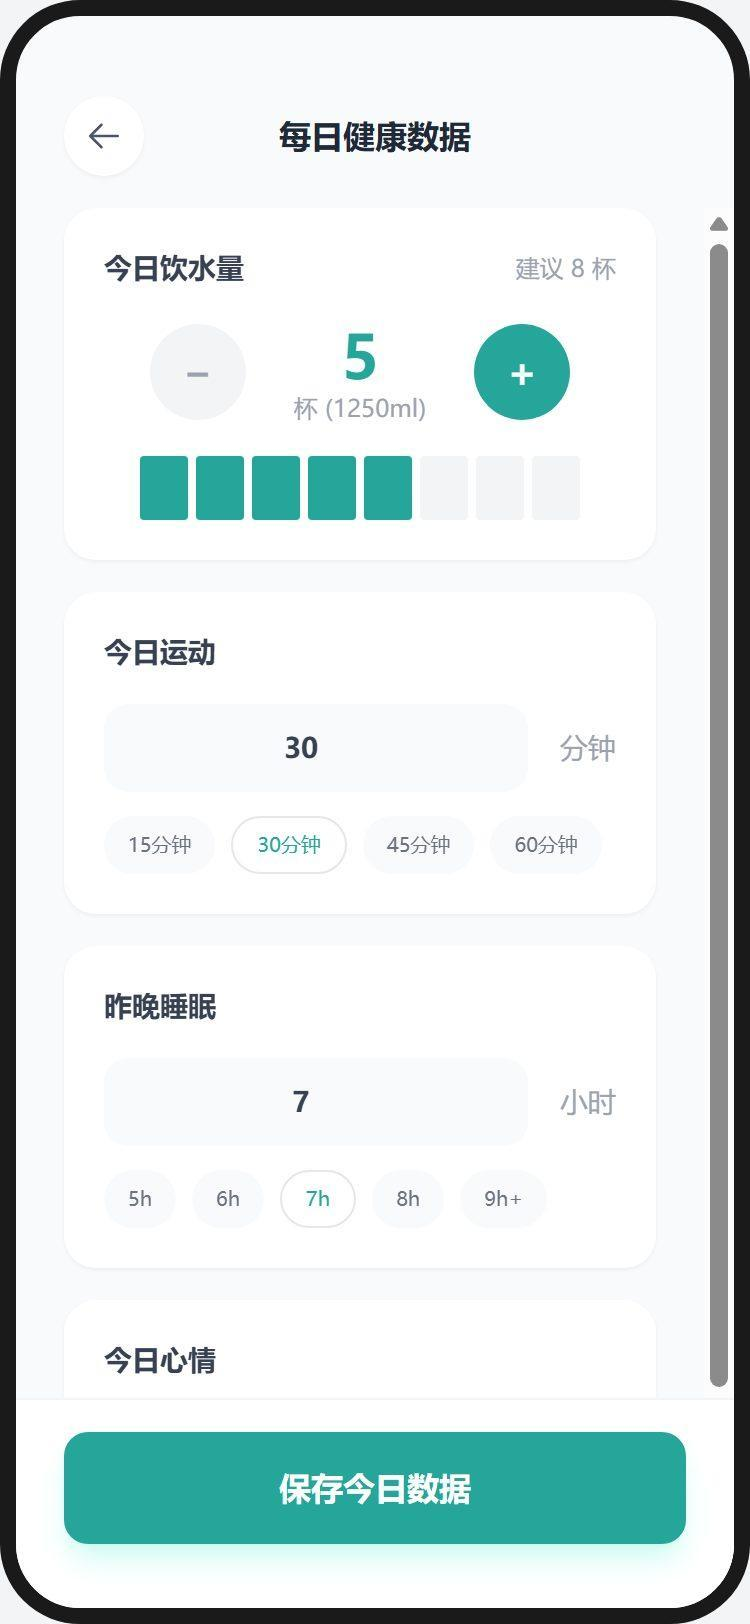 每日健康数据
今日饮水量
建议 8 杯
−
5
+
杯 (1250ml)
今日运动
30
分钟
15分钟
30分钟
45分钟
60分钟
昨晚睡眠
7
小时
5h
6h
7h
8h
9h+
今日心情
保存今日数据